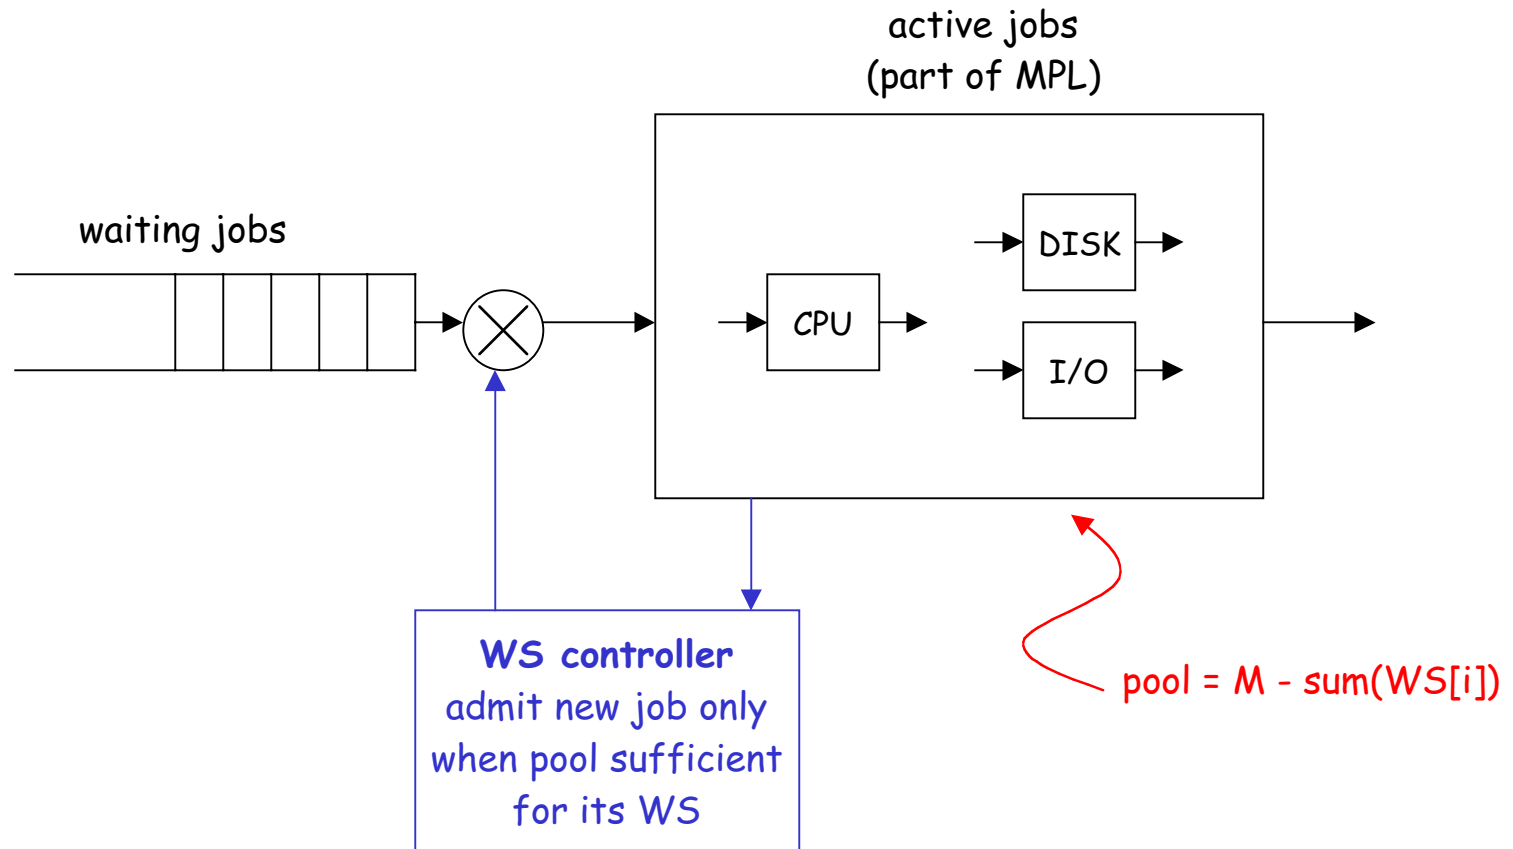 active jobs
(part of MPL)
waiting jobs
DISK
CPU
I/O
WS controller
admit new job only
when pool sufficient
for its WS
pool = M - sum(WS[i])